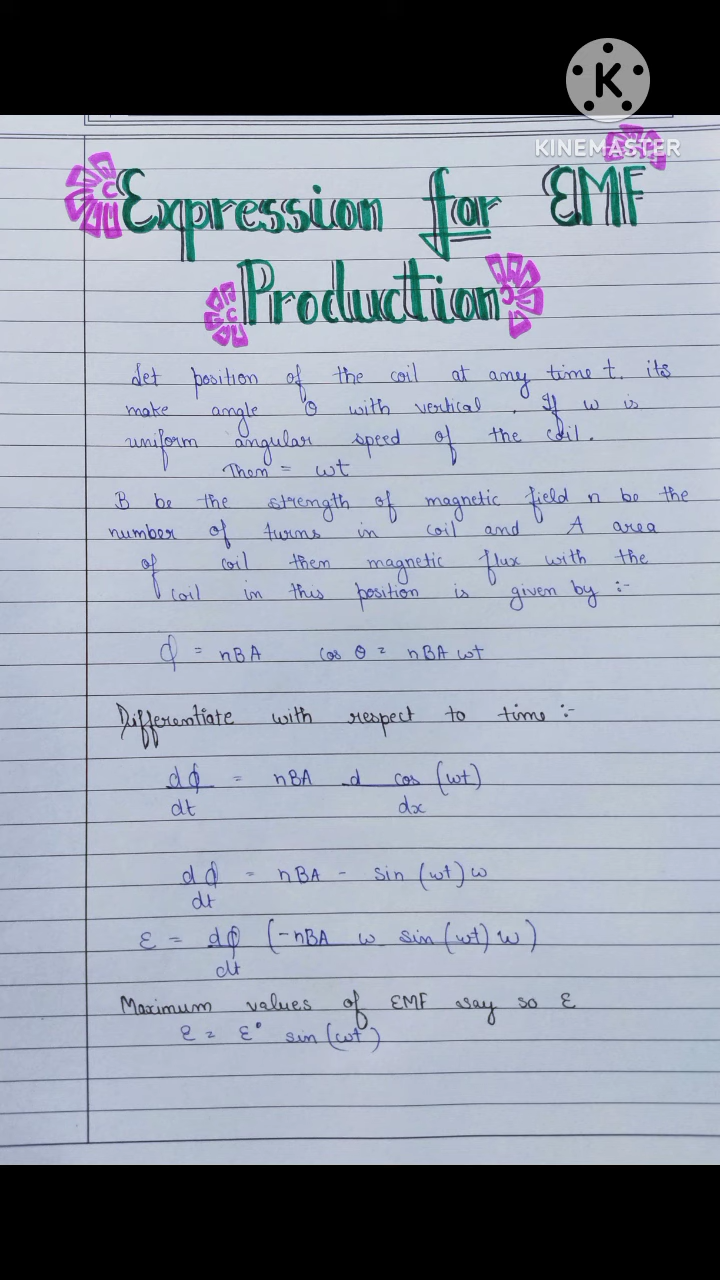 K
KINEMASTER
Expression for EMF
Production
Let position of the coil at any time t. its
make angle θ with vertical. If ω is
uniform angular speed of the coil.
Then = ωt
B be the strength of magnetic field n be the
number of turns in coil and A area
of coil then magnetic flux with the
coil in this position is given by :-
ϕ = nBA cos θ = nBA ωt
Differentiate with respect to time :-
dϕ = nBA d cos (ωt)
dt dx
dϕ = nBA - sin (ωt) ω
dt
ε = dϕ (-nBA ω sin (ωt) ω)
dt
Maximum values of EMF say so ε
ε = ε° sin (ωt)